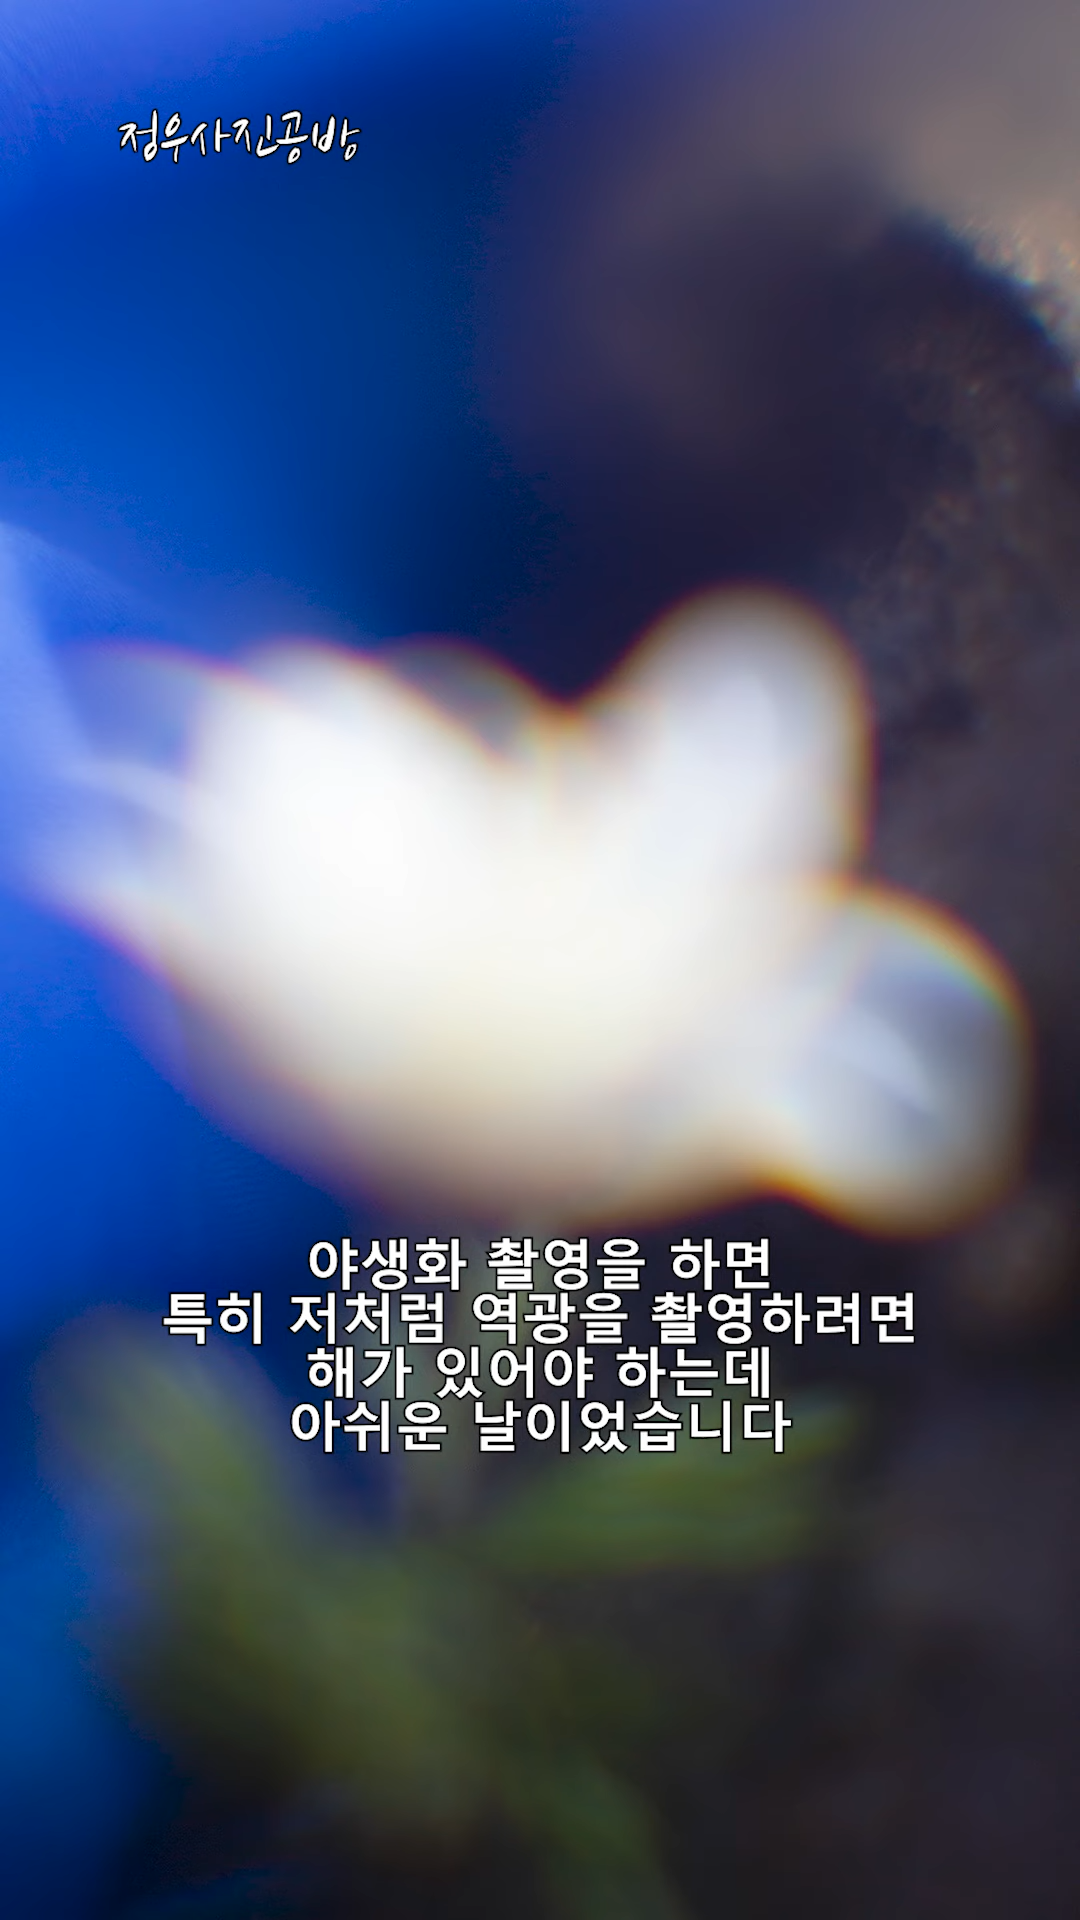 정우사진공방
야생화 촬영을 하면
특히 저처럼 역광을 촬영하려면
해가 있어야 하는데
아쉬운 날이었습니다